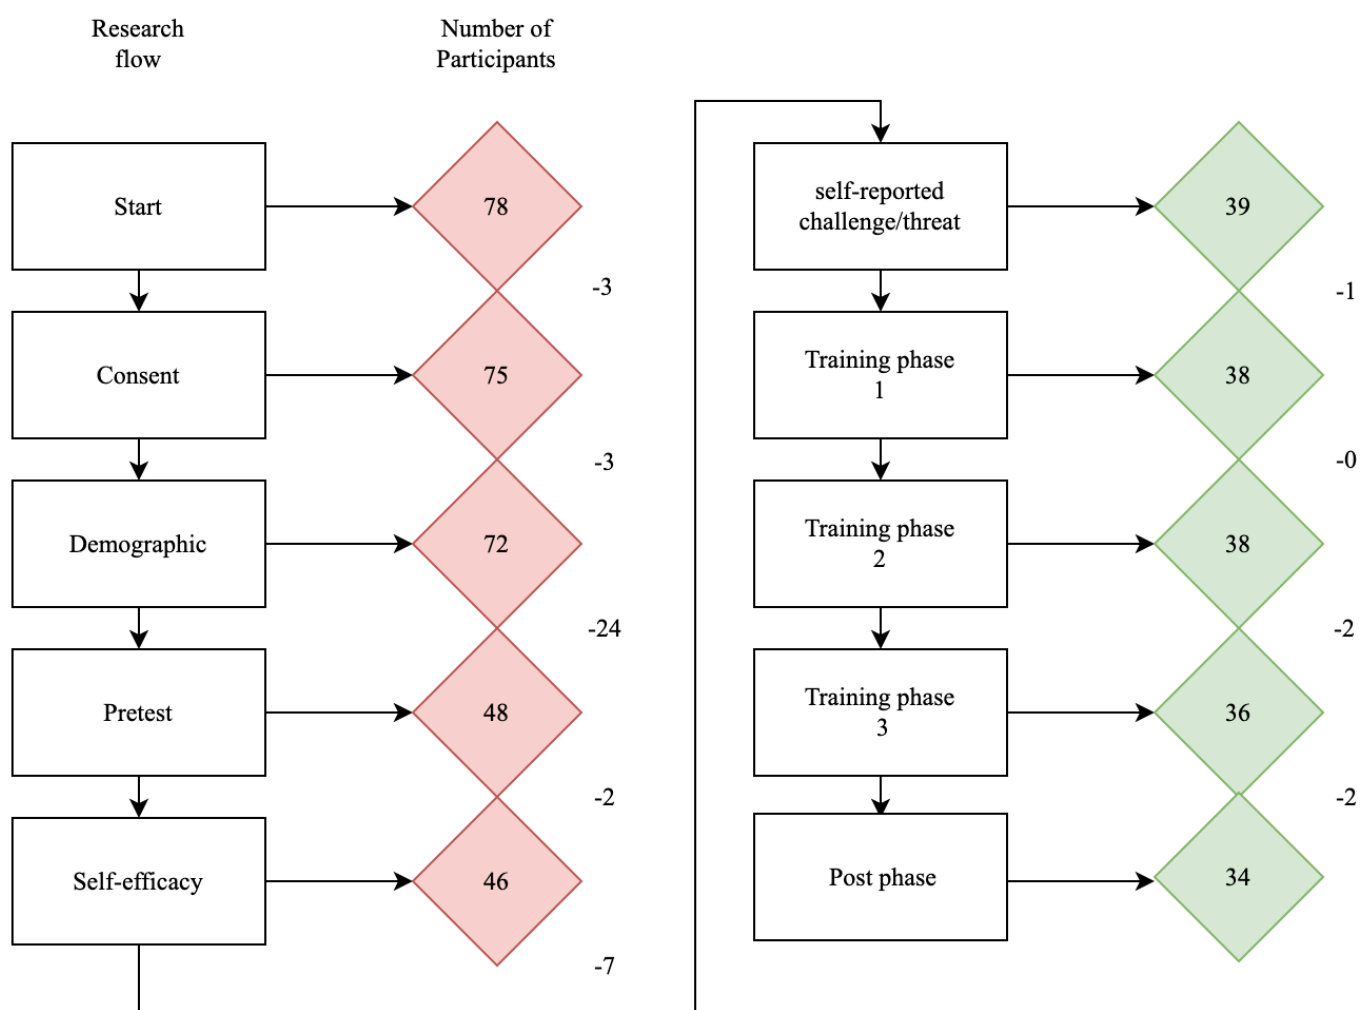 Research
flow
Number of
Participants
Start
78
-3
Consent
75
-3
Demographic
72
-24
Pretest
48
-2
Self-efficacy
46
-7
self-reported
challenge/threat
39
-1
Training phase
1
38
-0
Training phase
2
38
-2
Training phase
3
36
-2
Post phase
34